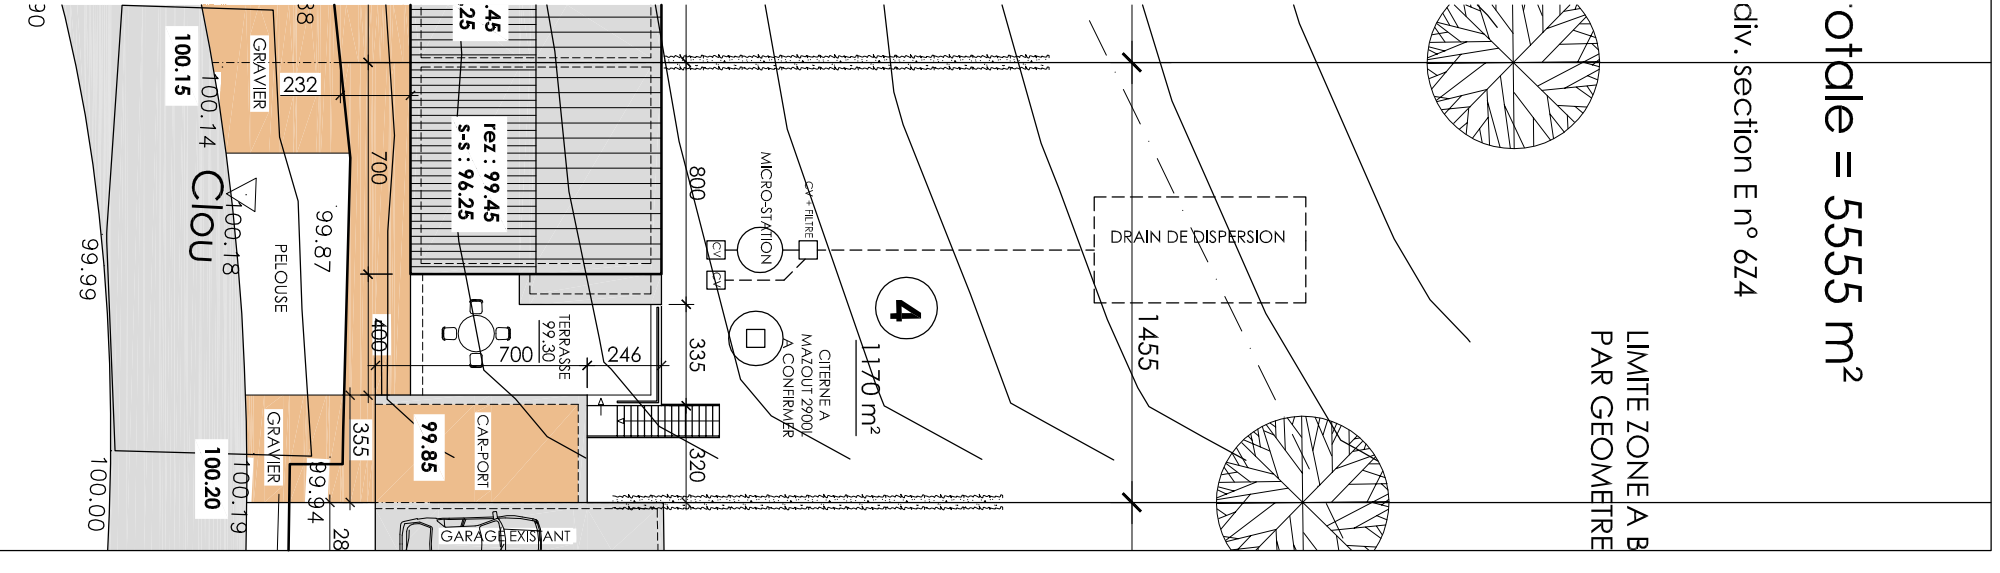 otale = 5555 m²
div. section E n° 6Z4
LIMITE ZONE A B
PAR GEOMETRE
1455
DRAIN DE DISPERSION
4
1170 m²
CITERNE A
MAZOUT 2900L
A CONFIRMER
CV + FILTRE
MICRO-STATION
CV
CV
800
335
320
246
700
TERRASSE
99.30
.45
.25
rez : 99.45
s-s : 96.25
CAR-PORT
99.85
GARAGE EXISTANT
700
400
355
232
38
28
GRAVIER
99.87
PELOUSE
GRAVIER
99.94
100.15
100.14
100.18
Clou
100.20
100.19
90
99.99
100.00